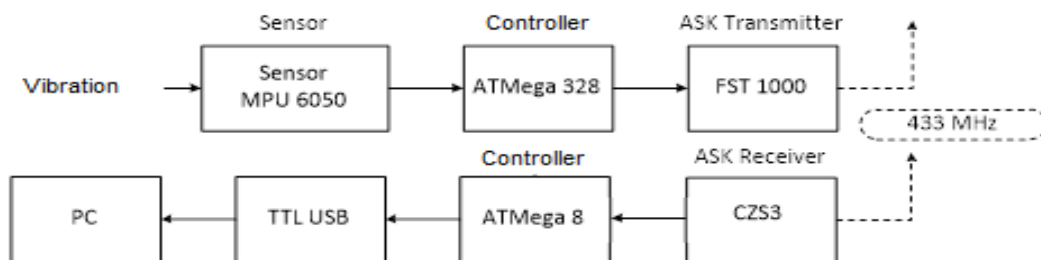 Sensor
Controller
ASK Transmitter
Vibration
Sensor
MPU 6050
ATMega 328
FST 1000
433 MHz
Controller
ASK Receiver
PC
TTL USB
ATMega 8
CZS3